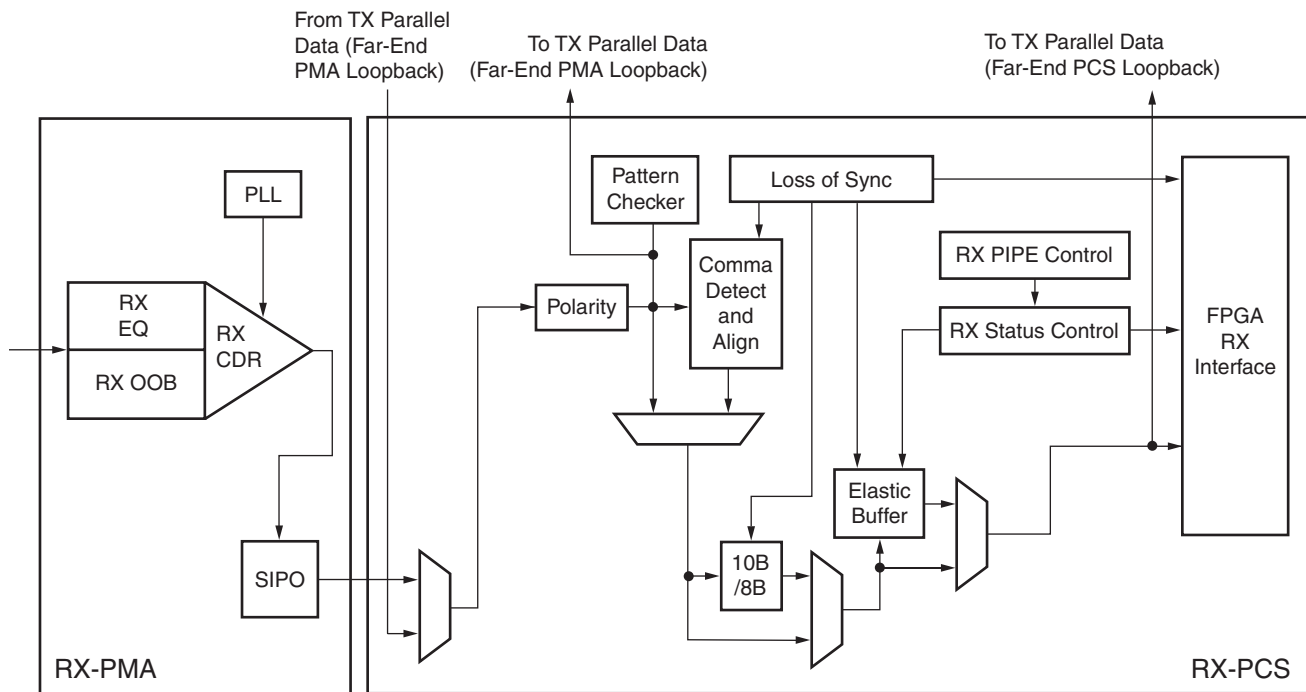 From TX Parallel
Data (Far-End
PMA Loopback)
To TX Parallel Data
(Far-End PMA Loopback)
To TX Parallel Data
(Far-End PCS Loopback)
PLL
RX
EQ
RX OOB
RX
CDR
SIPO
RX-PMA
Pattern
Checker
Loss of Sync
Polarity
Comma
Detect
and
Align
RX PIPE Control
RX Status Control
FPGA
RX
Interface
Elastic
Buffer
10B
/8B
RX-PCS